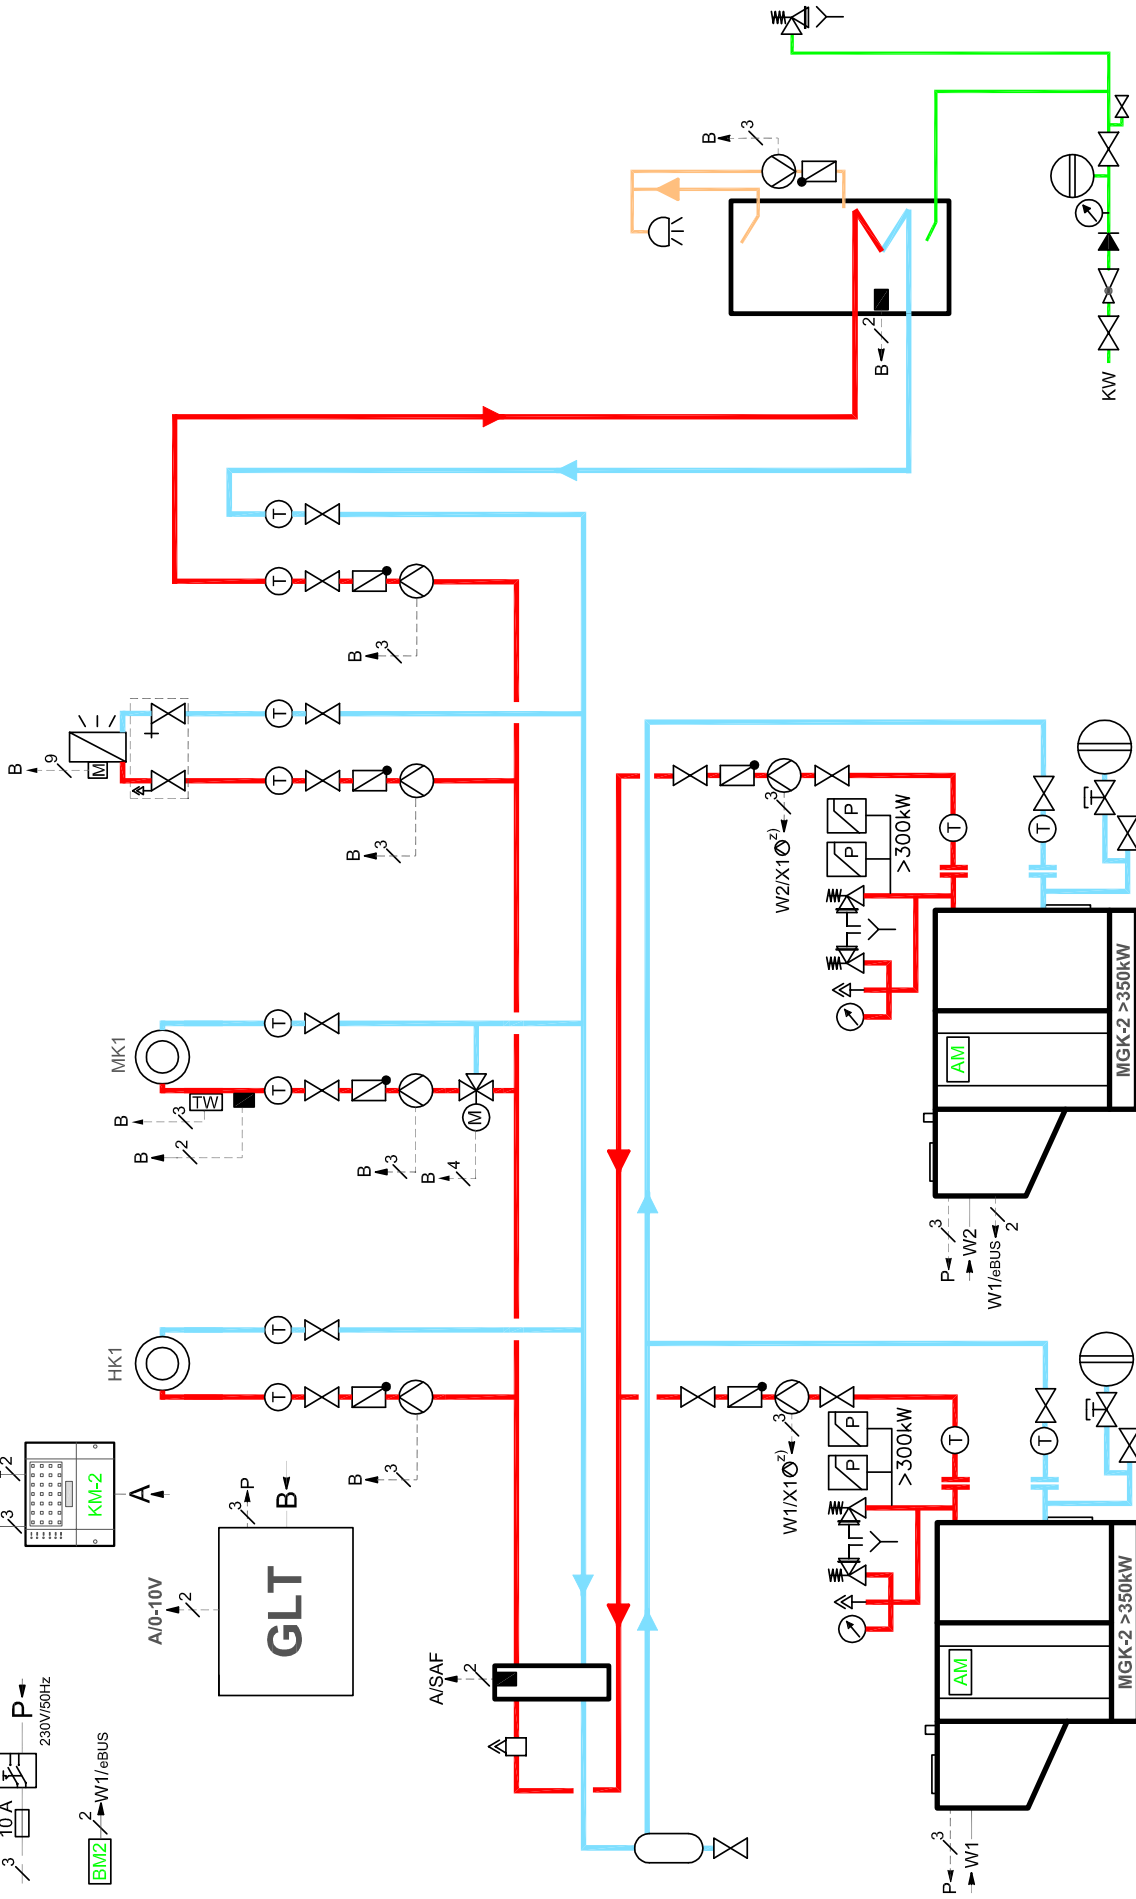 3
10 A
P
230V/50Hz
3
2
KM-2
A
BM2
2
W1/eBUS
A/0-10V
2
GLT
3
P
B
HK1
MK1
B
3
TW
B
2
B
9
M
T
T
T
T
T
T
T
T
B
3
B
3
B
4
M
B
3
B
3
A/SAF
2
B
3
B
2
KW
W1/X1 z)
3
P
P
>300kW
T
T
W2/X1 z)
3
P
P
>300kW
T
T
P
3
W1
AM
MGK-2 >350kW
P
3
W2
W1/eBUS
2
AM
MGK-2 >350kW